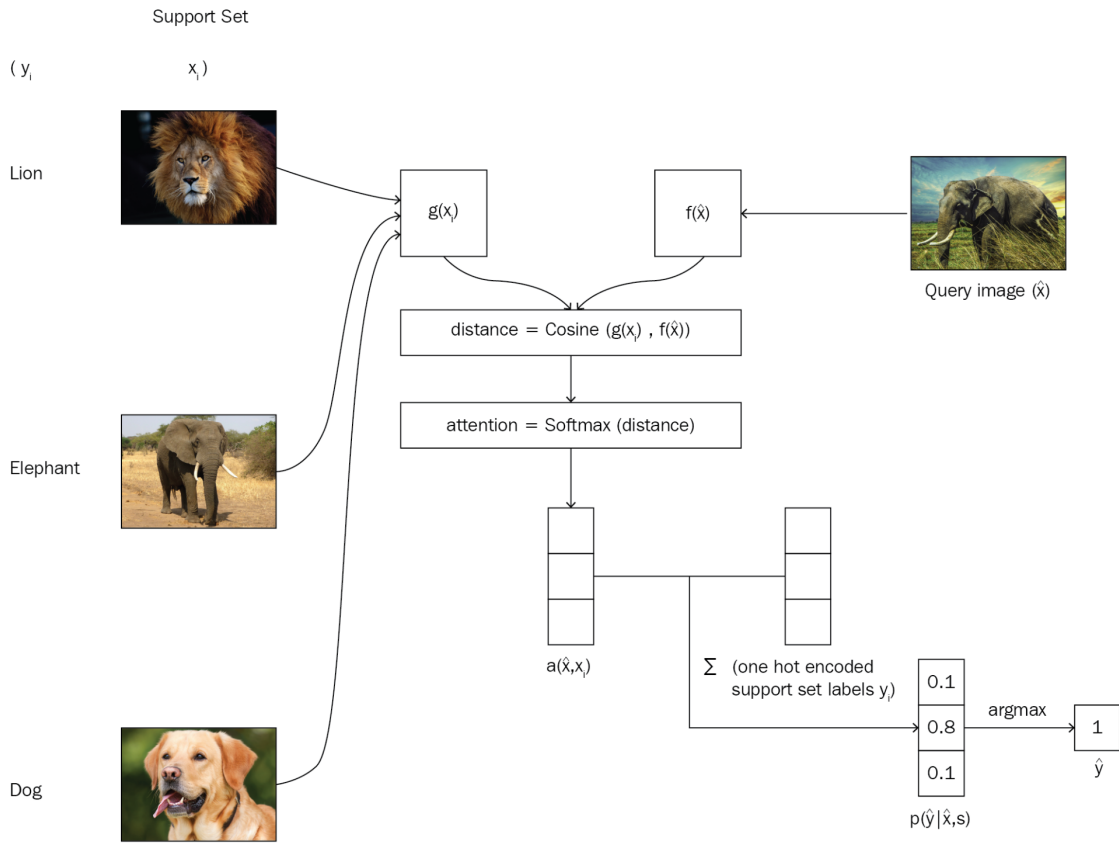 Support Set
( yᵢ xᵢ )
Lion
g(xᵢ)
f(x̂)
Query image (x̂)
distance = Cosine (g(xᵢ) , f(x̂))
attention = Softmax (distance)
Elephant
a(x̂,xᵢ)
∑ (one hot encoded
support set labels yᵢ)
0.1
0.8
0.1
argmax
1
ŷ
p(ŷ|x̂,s)
Dog